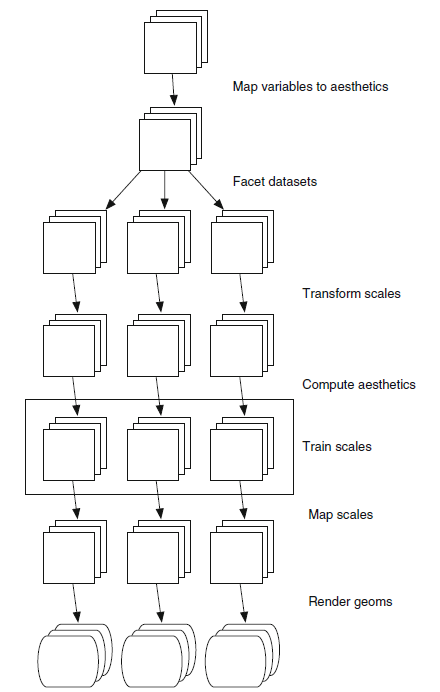 Map variables to aesthetics
Facet datasets
Transform scales
Compute aesthetics
Train scales
Map scales
Render geoms